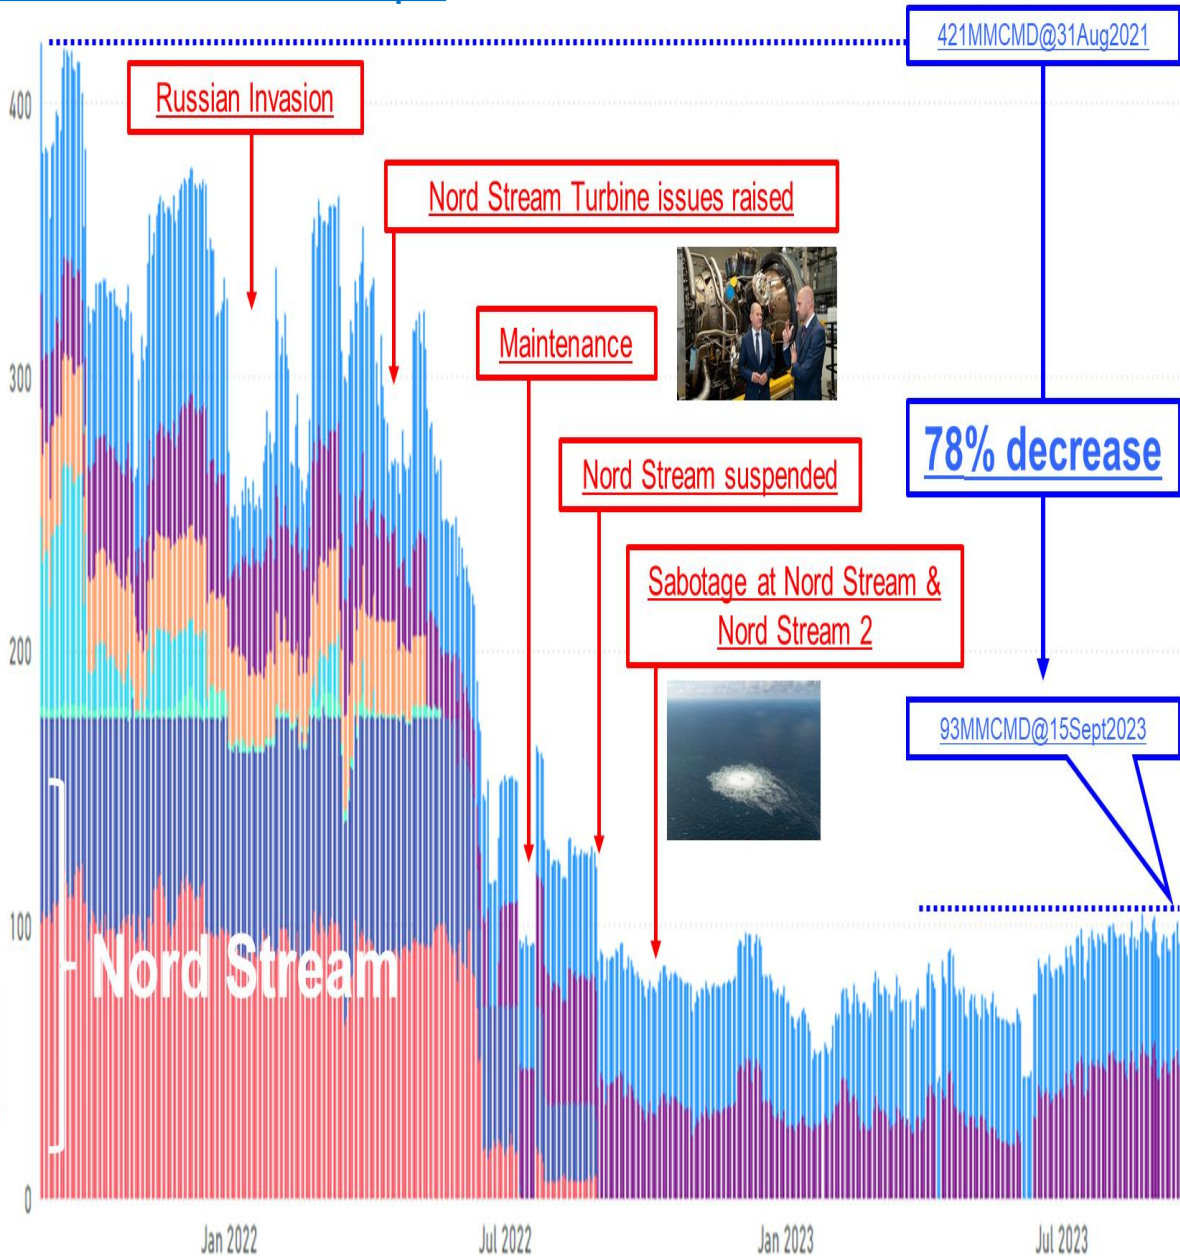 421MMCMD@31Aug2021
400
Russian Invasion
Nord Stream Turbine issues raised
Maintenance
300
78% decrease
Nord Stream suspended
Sabotage at Nord Stream &
Nord Stream 2
200
93MMCMD@15Sept2023
100
Nord Stream
0
Jan 2022
Jul 2022
Jan 2023
Jul 2023